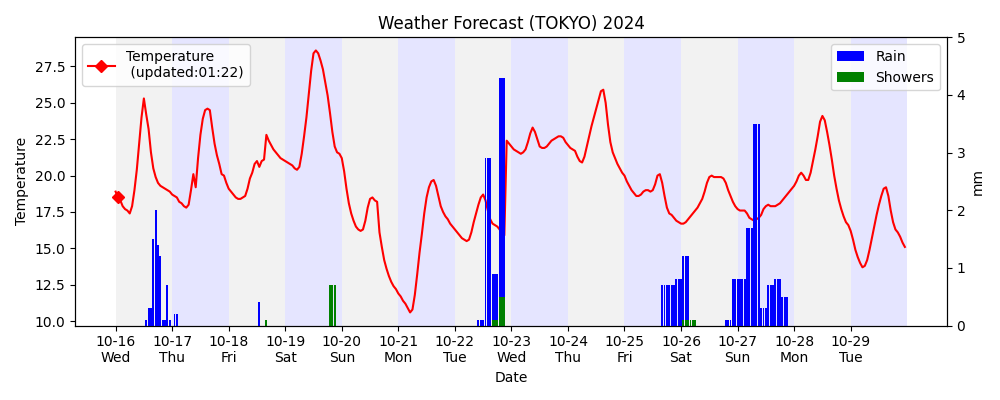 Weather Forecast (TOKYO) 2024
Temperature
(updated:01:22)
Rain
Showers
27.5
25.0
22.5
20.0
17.5
15.0
12.5
10.0
Temperature
5
4
3
2
1
0
mm
10-16 10-17 10-18 10-19 10-20 10-21 10-22 10-23 10-24 10-25 10-26 10-27 10-28 10-29
Wed Thu Fri Sat Sun Mon Tue Wed Thu Fri Sat Sun Mon Tue
Date